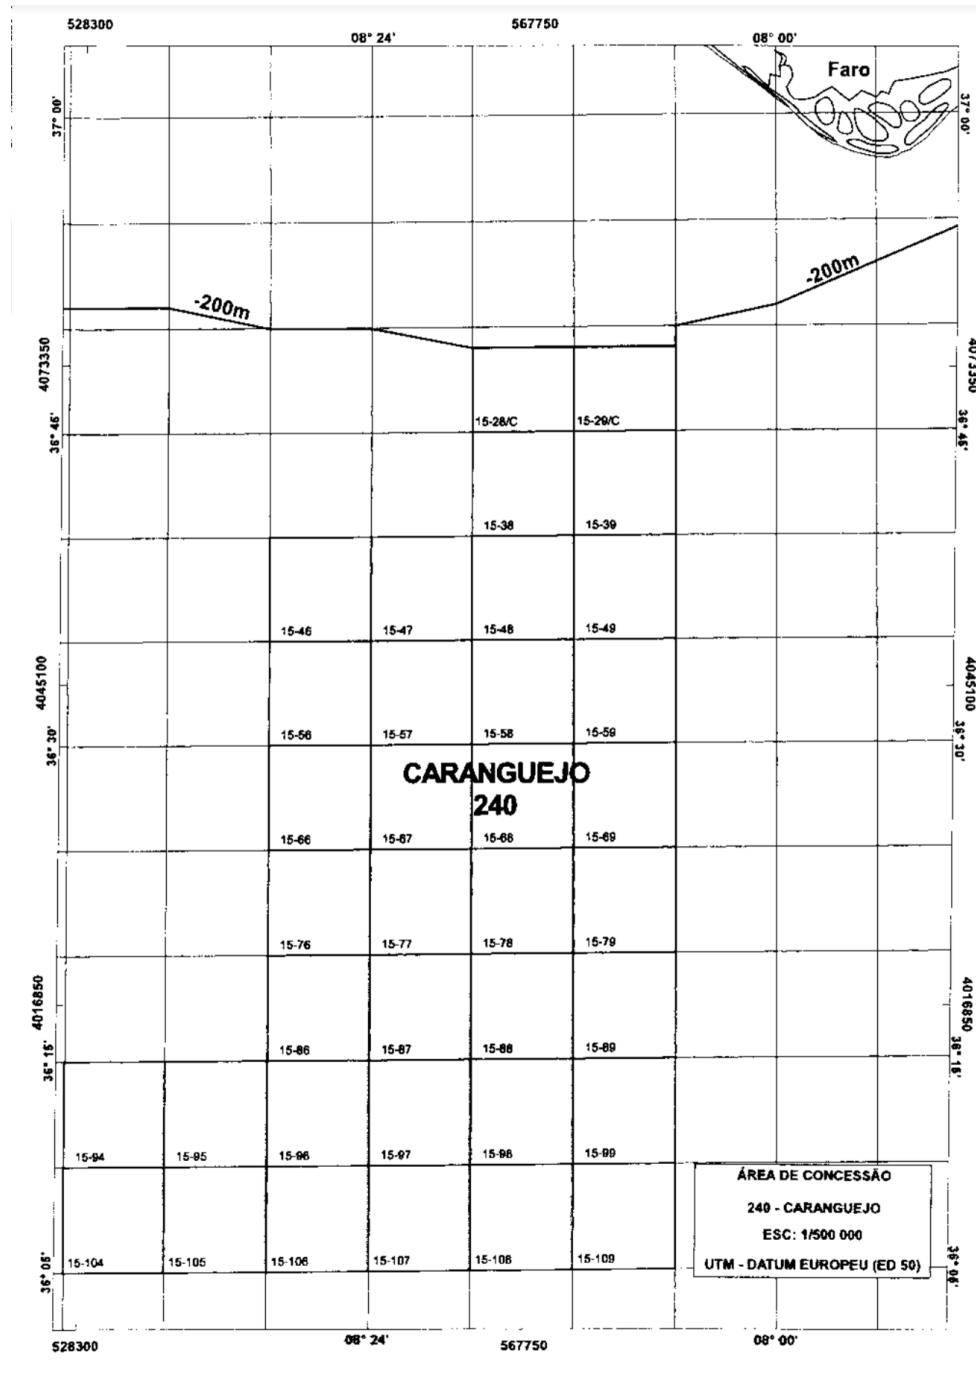 528300
567750
08° 24'
08° 00'
Faro
37° 00'
37° 00'
-200m
-200m
4073350
4073350
15-28/C 15-29/C
36° 45'
36° 45'
15-38 15-39
15-46 15-47 15-48 15-49
4045100
4045100
36° 30'
36° 30'
15-56 15-57 15-58 15-59
CARANGUEJO
240
15-66 15-67 15-68 15-69
15-76 15-77 15-78 15-79
4016850
4016850
36° 15'
36° 15'
15-86 15-87 15-88 15-89
15-94 15-95 15-96 15-97 15-98 15-99
ÁREA DE CONCESSÃO
240 - CARANGUEJO
ESC: 1/500 000
UTM - DATUM EUROPEU (ED 50)
15-104 15-105 15-106 15-107 15-108 15-109
36° 05'
36° 05'
08° 24'
08° 00'
528300
567750